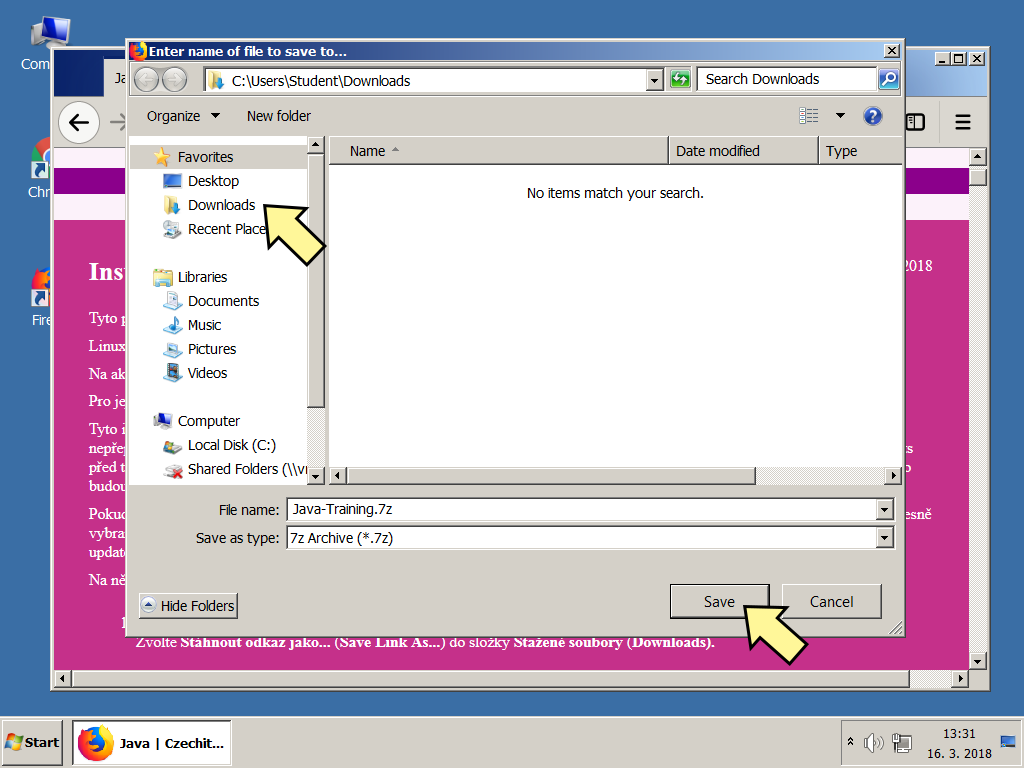 Com
Enter name of file to save to...
Ja
C:\Users\Student\Downloads
Search Downloads
Organize
New folder
Chr
Favorites
Desktop
Downloads
Recent Place
Libraries
Documents
Music
Pictures
Videos
Computer
Local Disk (C:)
Shared Folders (\\vr
Name
Date modified
Type
No items match your search.
Fire
Ins
2018
Tyto p
Linux
Na ak
Pro je
Tyto i
nepřep
ts
před t
o
budou
Pokud
esně
vybra
update
Na ně
File name:
Java-Training.7z
Save as type:
7z Archive (*.7z)
Hide Folders
Save
Cancel
1
Zvolte Stáhnout odkaz jako... (Save Link As...) do složky Stažené soubory (Downloads).
Start
Java | Czechit...
13:31
16. 3. 2018